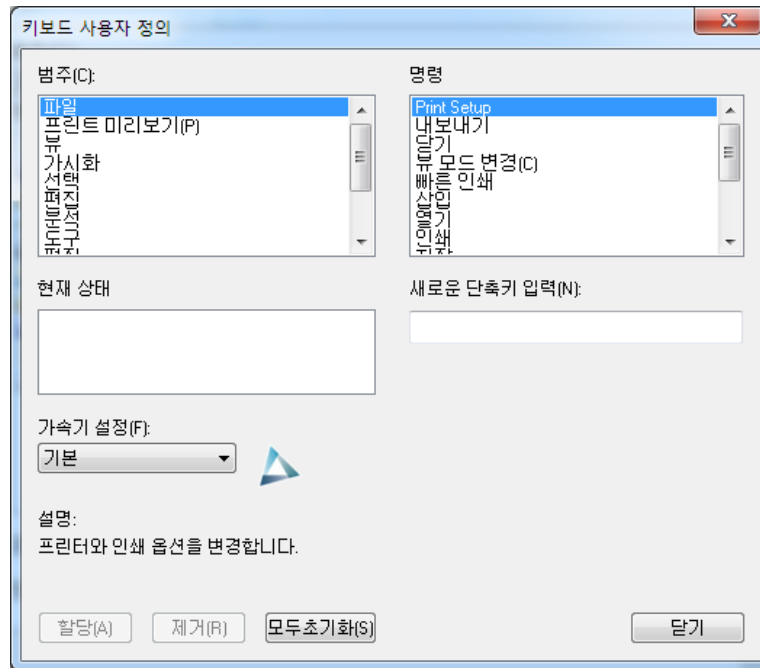 키보드 사용자 정의
범주(C):
파일
프린트 미리보기(P)
뷰
가시화
선택
편집
분석
도구
편집
명령
Print Setup
내보내기
닫기
뷰 모드 변경(C)
빠른 인쇄
삽입
열기
인쇄
저장
현재 상태
새로운 단축키 입력(N):
가속기 설정(F):
기본
설명:
프린터와 인쇄 옵션을 변경합니다.
할당(A)
제거(R)
모두초기화(S)
닫기